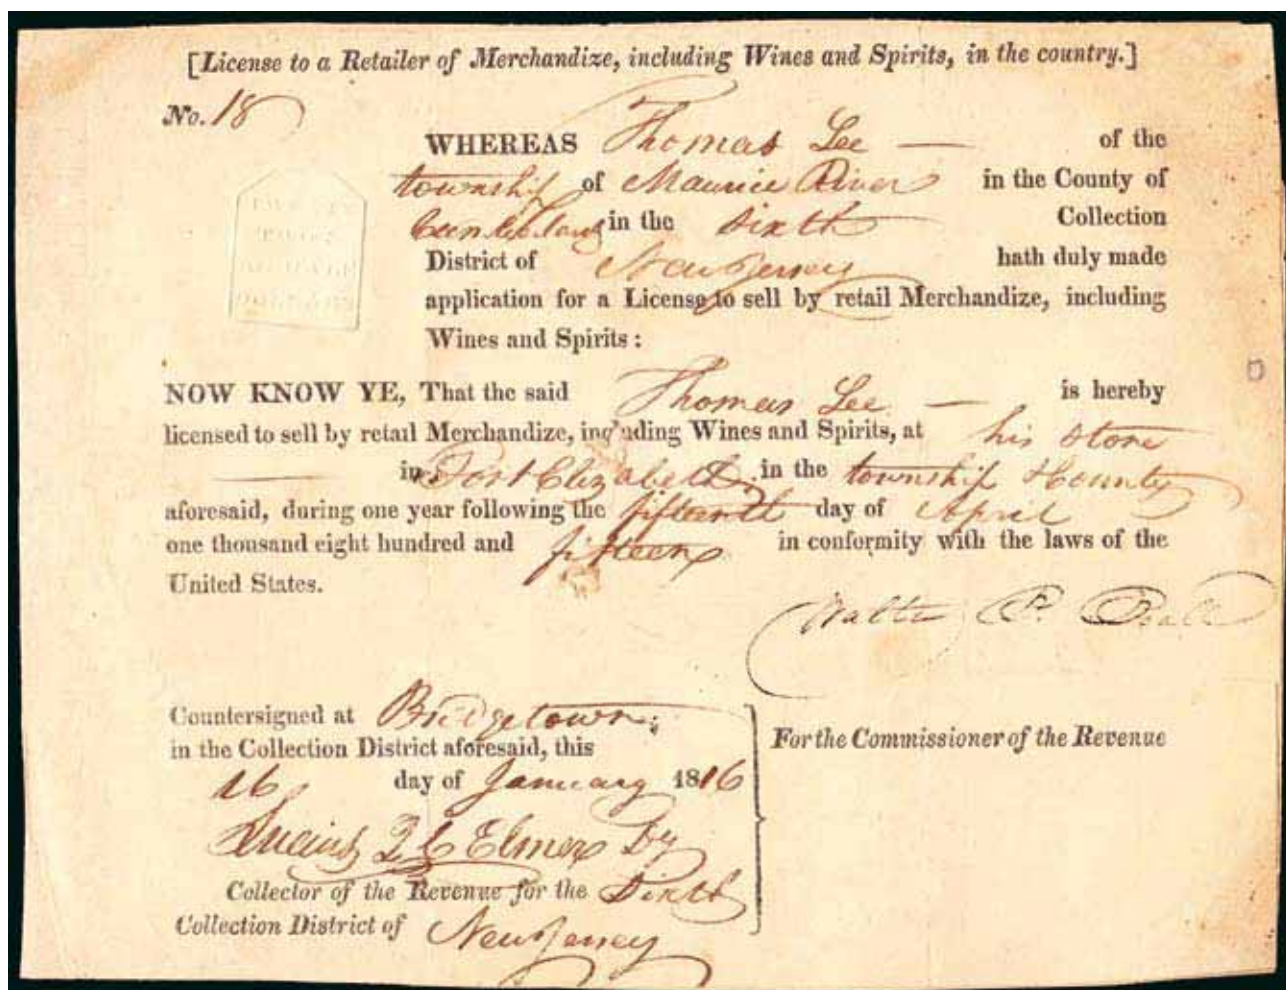 [License to a Retailer of Merchandize, including Wines and Spirits, in the country.]
No. 18
WHEREAS Thomas Lee — of the
township of Maurice River in the County of
Cumberland in the Sixth Collection
District of New Jersey hath duly made
application for a License to sell by retail Merchandize, including
Wines and Spirits :
NOW KNOW YE, That the said Thomas Lee — is hereby
licensed to sell by retail Merchandize, including Wines and Spirits, at his store
— in Port Elizabeth in the township & County
aforesaid, during one year following the fifteenth day of April
one thousand eight hundred and fifteen in conformity with the laws of the
United States.
Walter
Countersigned at Bridgetown
in the Collection District aforesaid, this
16 day of January 1816
Lucius Q C Elmer Dy
Collector of the Revenue for the Sixth
Collection District of New Jersey
For the Commissioner of the Revenue